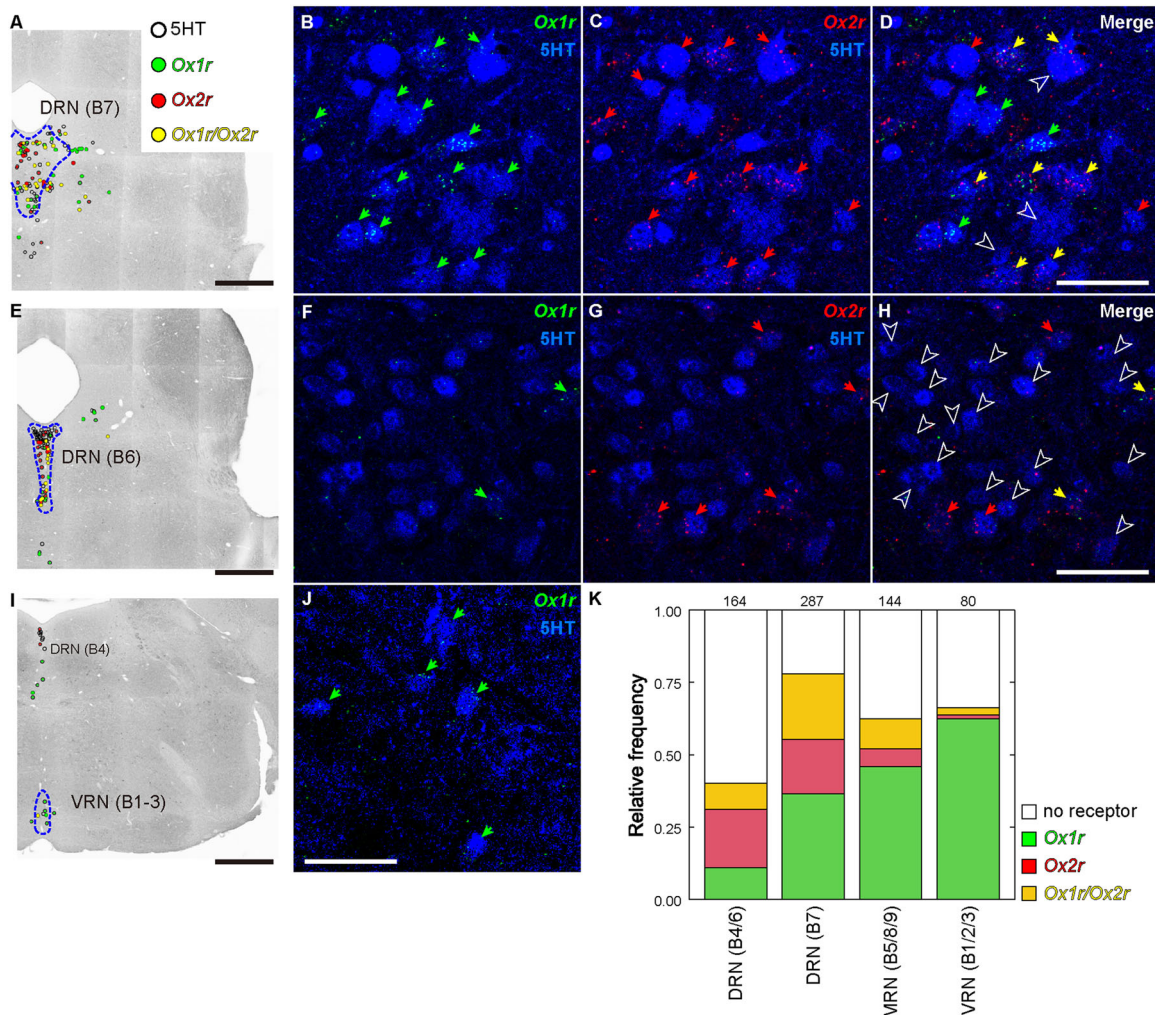 A
5HT
Ox1r
Ox2r
Ox1r/Ox2r
DRN (B7)
B
Ox1r
5HT
C
Ox2r
5HT
D
Merge
E
DRN (B6)
F
Ox1r
5HT
G
Ox2r
5HT
H
Merge
I
DRN (B4)
VRN (B1-3)
J
Ox1r
5HT
K
164 287 144 80
1.00
0.75
0.50
0.25
0.00
Relative frequency
no receptor
Ox1r
Ox2r
Ox1r/Ox2r
DRN (B4/6)
DRN (B7)
MRN (B5/8/9)
VRN (B1/2/3)